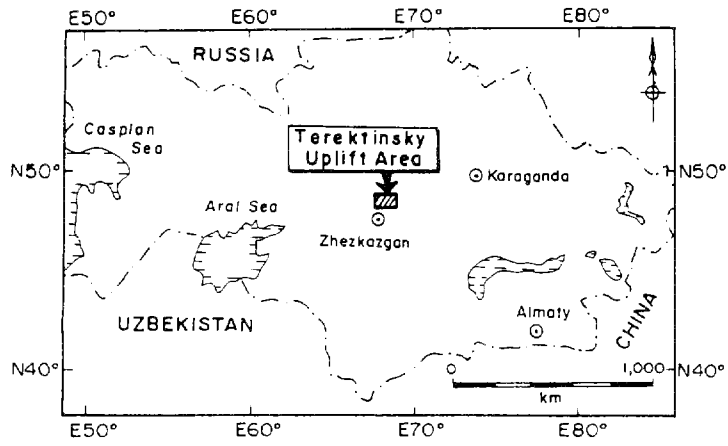 E50° E60° E70° E80°
RUSSIA
Caspian
Sea
Terektinsky
Uplift Area
N50° N50°
Karaganda
Aral Sea
Zhezkazgan
Almaty
UZBEKISTAN
CHINA
N40° N40°
0 1,000
km
E50° E60° E70° E80°